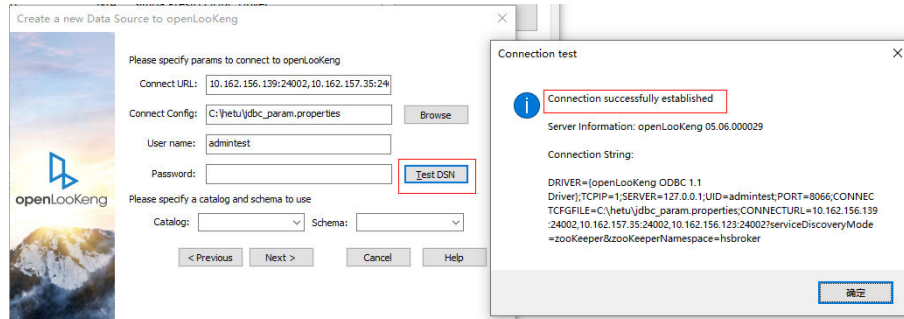 Create a new Data Source to openLooKeng
Please specify params to connect to openLooKeng
Connect URL: 10.162.156.139:24002,10.162.157.35:24
Connect Config: C:\hetu\jdbc_param.properties Browse
User name: admintest
Password: Test DSN
Please specify a catalog and schema to use
Catalog: Schema:
< Previous Next > Cancel Help
openLooKeng
Connection test
Connection successfully established
Server Information: openLooKeng 05.06.000029
Connection String:
DRIVER={openLooKeng ODBC 1.1
Driver};TCPIP=1;SERVER=127.0.0.1;UID=admintest;PORT=8066;CONNEC
TCFGFILE=C:\hetu\jdbc_param.properties;CONNECTURL=10.162.156.139
:24002,10.162.157.35:24002,10.162.156.123:24002?serviceDiscoveryMode
=zooKeeper&zooKeeperNamespace=hsbroker
确定